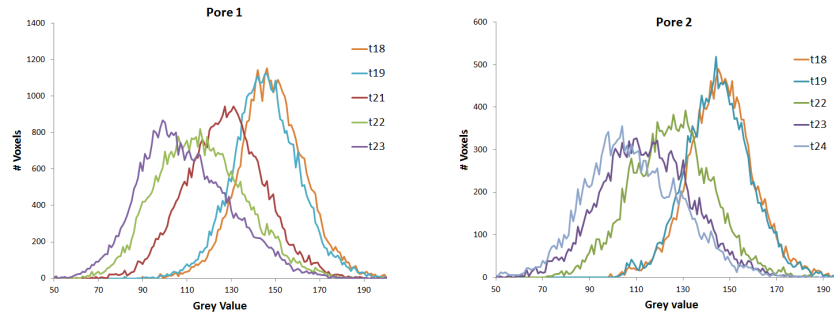 Pore 1
1400
1200
1000
800
600
400
200
0
# Voxels
50 70 90 110 130 150 170 190
Grey Value
t18
t19
t21
t22
t23
Pore 2
600
500
400
300
200
100
0
# Voxels
50 70 90 110 130 150 170 190
Grey value
t18
t19
t22
t23
t24